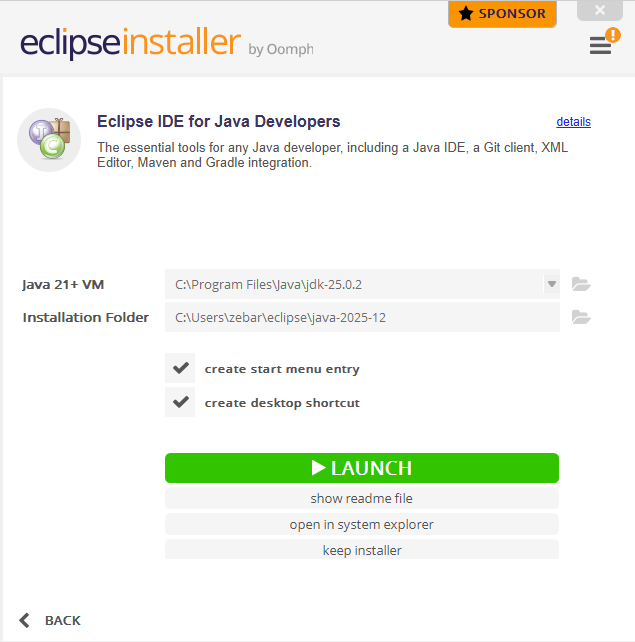 SPONSOR
eclipseinstaller by Oomph
!
Eclipse IDE for Java Developers
details
The essential tools for any Java developer, including a Java IDE, a Git client, XML
Editor, Maven and Gradle integration.
Java 21+ VM
C:\Program Files\Java\jdk-25.0.2
Installation Folder
C:\Users\zebar\eclipse\java-2025-12
create start menu entry
create desktop shortcut
LAUNCH
show readme file
open in system explorer
keep installer
BACK